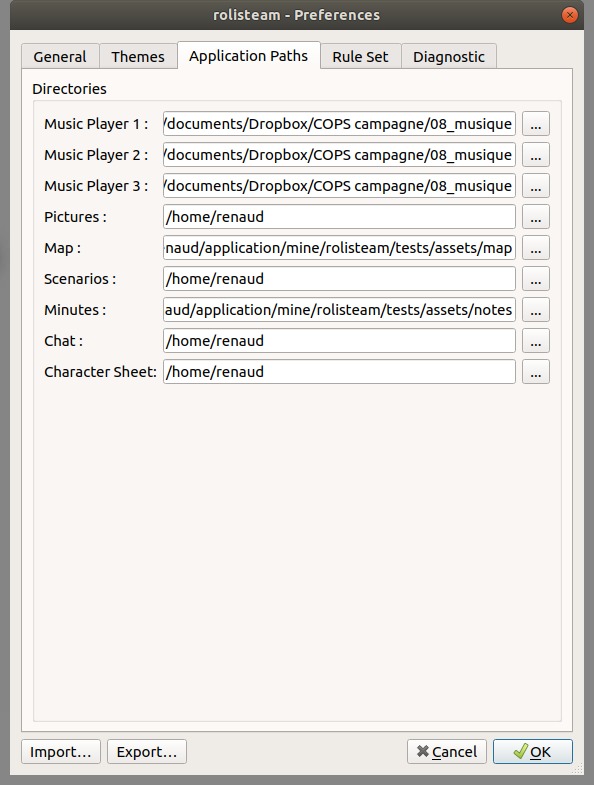 rolisteam - Preferences
General Themes Application Paths Rule Set Diagnostic
Directories
Music Player 1 : /documents/Dropbox/COPS campagne/08_musique ...
Music Player 2 : /documents/Dropbox/COPS campagne/08_musique ...
Music Player 3 : /documents/Dropbox/COPS campagne/08_musique ...
Pictures : /home/renaud ...
Map : naud/application/mine/rolisteam/tests/assets/map ...
Scenarios : /home/renaud ...
Minutes : aud/application/mine/rolisteam/tests/assets/notes ...
Chat : /home/renaud ...
Character Sheet: /home/renaud ...
Import... Export... Cancel OK